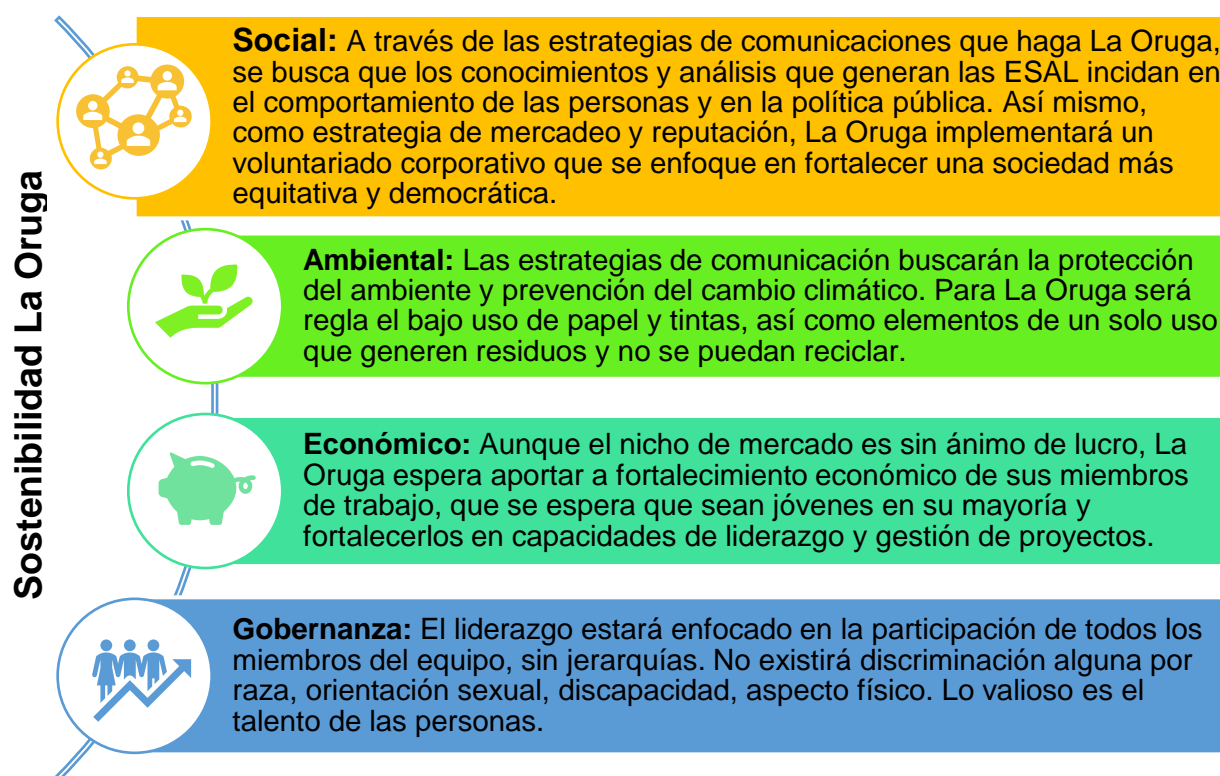 Sostenibilidad La Oruga
Social: A través de las estrategias de comunicaciones que haga La Oruga,
se busca que los conocimientos y análisis que generan las ESAL incidan en
el comportamiento de las personas y en la política pública. Así mismo,
como estrategia de mercadeo y reputación, La Oruga implementará un
voluntariado corporativo que se enfoque en fortalecer una sociedad más
equitativa y democrática.
Ambiental: Las estrategias de comunicación buscarán la protección
del ambiente y prevención del cambio climático. Para La Oruga será
regla el bajo uso de papel y tintas, así como elementos de un solo uso
que generen residuos y no se puedan reciclar.
Económico: Aunque el nicho de mercado es sin ánimo de lucro, La
Oruga espera aportar a fortalecimiento económico de sus miembros
de trabajo, que se espera que sean jóvenes en su mayoría y
fortalecerlos en capacidades de liderazgo y gestión de proyectos.
Gobernanza: El liderazgo estará enfocado en la participación de todos los
miembros del equipo, sin jerarquías. No existirá discriminación alguna por
raza, orientación sexual, discapacidad, aspecto físico. Lo valioso es el
talento de las personas.